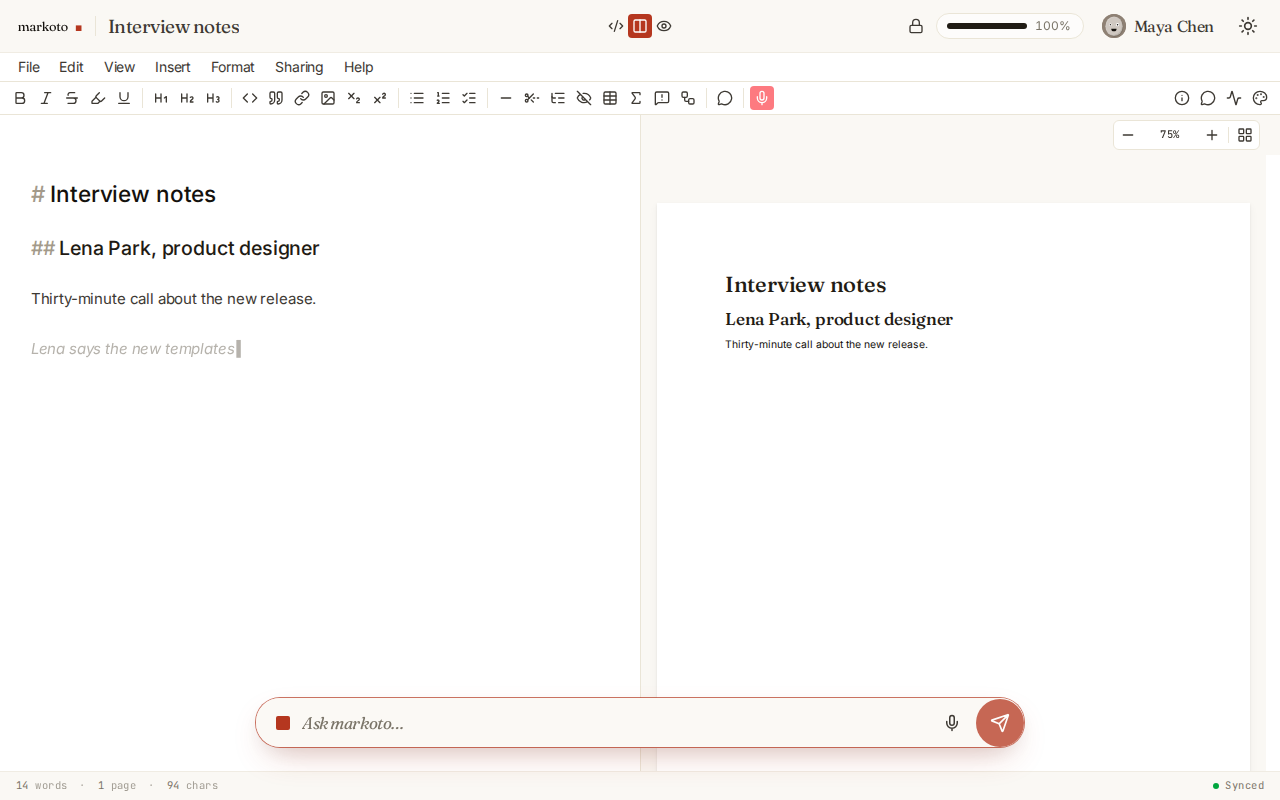 markoto Interview notes 100% Maya Chen
File Edit View Insert Format Sharing Help
H1 H2 H3
75%
# Interview notes
## Lena Park, product designer
Thirty-minute call about the new release.
Lena says the new templates
Interview notes
Lena Park, product designer
Thirty-minute call about the new release.
Ask markoto...
14 words · 1 page · 94 chars Synced